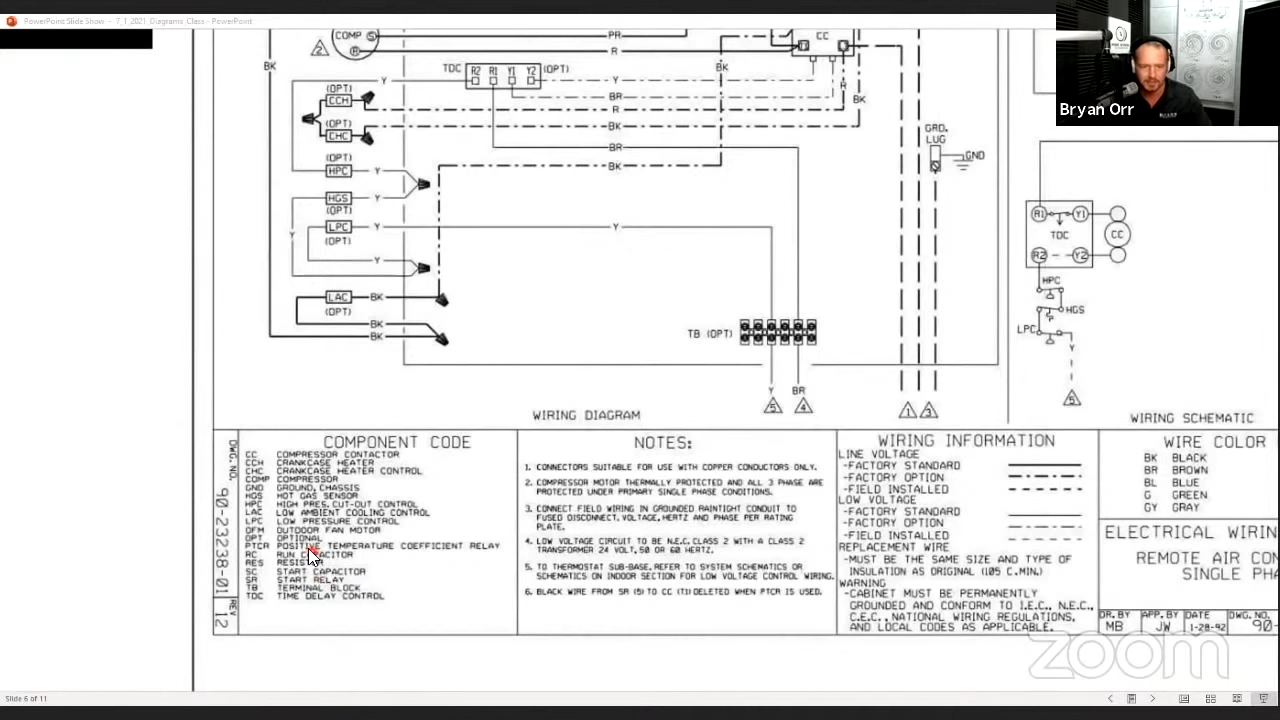 PowerPoint Slide Show - 7_1_2021_Diagrams_Class - PowerPoint
Bryan Orr
COMP S PR
2 R R
CC
BK
BK
TDC R2 R1 Y1 Y2 (OPT)
Y Y
BR
R
BK
R
BK
(OPT)
CCH
(OPT)
CHC
(OPT)
HPC Y
BR
BK
HGS Y
(OPT)
LPC Y Y
(OPT)
Y
Y
LAC BK
(OPT)
BK
BK
TB (OPT)
Y BR
5 4 1 3
GRD.
LUG
GND
WIRING DIAGRAM
R1 Y1
TDC CC
R2 Y2
HPC
HGS
LPC
Y
5
WIRING SCHEMATIC
DWG. NO.
90-23238-01
REV
12
COMPONENT CODE
CC COMPRESSOR CONTACTOR
CCH CRANKCASE HEATER
CHC CRANKCASE HEATER CONTROL
COMP COMPRESSOR
GND GROUND, CHASSIS
HGS HOT GAS SENSOR
HPC HIGH PRES. CUT-OUT CONTROL
LAC LOW AMBIENT COOLING CONTROL
LPC LOW PRESSURE CONTROL
OFM OUTDOOR FAN MOTOR
OPT OPTIONAL
PTCR POSITIVE TEMPERATURE COEFFICIENT RELAY
RC RUN CAPACITOR
RES RESISTOR
SC START CAPACITOR
SR START RELAY
TB TERMINAL BLOCK
TDC TIME DELAY CONTROL
NOTES:
1. CONNECTORS SUITABLE FOR USE WITH COPPER CONDUCTORS ONLY.
2. COMPRESSOR MOTOR THERMALLY PROTECTED AND ALL 3 PHASE ARE
PROTECTED UNDER PRIMARY SINGLE PHASE CONDITIONS.
3. CONNECT FIELD WIRING IN GROUNDED RAINTIGHT CONDUIT TO
FUSED DISCONNECT, VOLTAGE, HERTZ AND PHASE PER RATING
PLATE.
4. LOW VOLTAGE CIRCUIT TO BE N.E.C. CLASS 2 WITH A CLASS 2
TRANSFORMER 24 VOLT, 50 OR 60 HERTZ.
5. TO THERMOSTAT SUB-BASE, REFER TO SYSTEM SCHEMATICS OR
SCHEMATICS ON INDOOR SECTION FOR LOW VOLTAGE CONTROL WIRING.
6. BLACK WIRE FROM SR (5) TO CC (T1) DELETED WHEN PTCR IS USED.
WIRING INFORMATION
LINE VOLTAGE
-FACTORY STANDARD
-FACTORY OPTION
-FIELD INSTALLED
LOW VOLTAGE
-FACTORY STANDARD
-FACTORY OPTION
-FIELD INSTALLED
REPLACEMENT WIRE
-MUST BE THE SAME SIZE AND TYPE OF
INSULATION AS ORIGINAL (105 C.MIN.)
WARNING
-CABINET MUST BE PERMANENTLY
GROUNDED AND CONFORM TO I.E.C., N.E.C.,
C.E.C., NATIONAL WIRING REGULATIONS,
AND LOCAL CODES AS APPLICABLE.
WIRE COLOR
BK BLACK
BR BROWN
BL BLUE
G GREEN
GY GRAY
ELECTRICAL WIRIN
REMOTE AIR CON
SINGLE PHA
DR. BY APP. BY DATE DWG. NO.
MB JW 1-28-92 90-
zoom
Slide 6 of 11